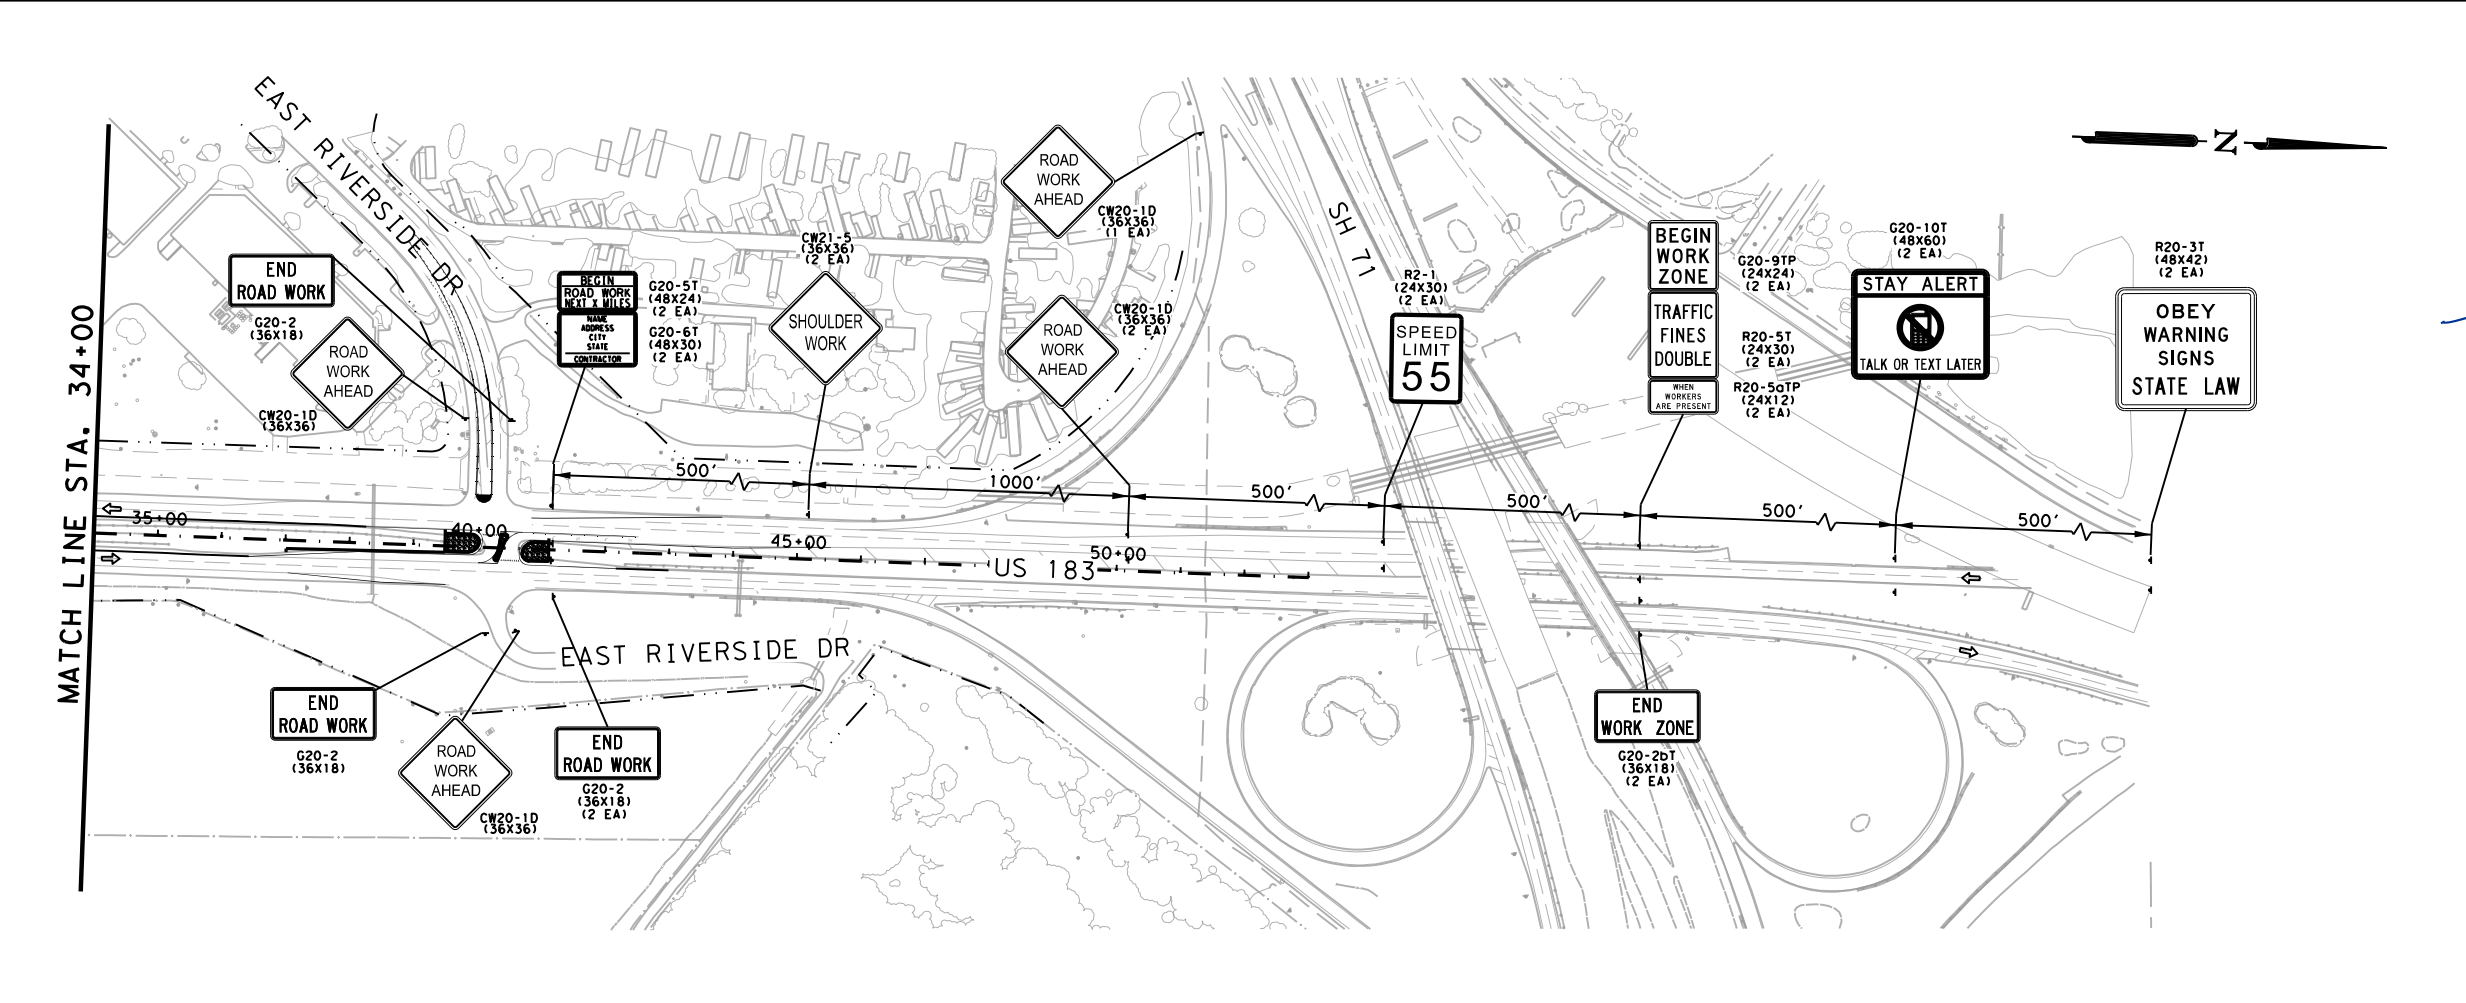 MATCH LINE STA. 34+00
EAST RIVERSIDE DR
END
ROAD WORK
G20-2
(36X18)
ROAD
WORK
AHEAD
CW20-1D
(36X36)
BEGIN
ROAD WORK
NEXT X MILES
G20-5T
(48X24)
(2 EA)
NAME
ADDRESS
CITY
STATE
CONTRACTOR
G20-6T
(48X30)
(2 EA)
CW21-5
(36X36)
(2 EA)
SHOULDER
WORK
ROAD
WORK
AHEAD
CW20-1D
(36X36)
(1 EA)
ROAD
WORK
AHEAD
CW20-1D
(36X36)
(2 EA)
SH 71
R2-1
(24X30)
(2 EA)
SPEED
LIMIT
55
BEGIN
WORK
ZONE
G20-9TP
(24X24)
(2 EA)
TRAFFIC
FINES
DOUBLE
R20-5T
(24X30)
(2 EA)
WHEN
WORKERS
ARE PRESENT
R20-5aTP
(24X12)
(2 EA)
G20-10T
(48X60)
(2 EA)
STAY ALERT
TALK OR TEXT LATER
R20-3T
(48X42)
(2 EA)
OBEY
WARNING
SIGNS
STATE LAW
N
500'
1000'
500'
500'
500'
500'
35+00
40+00
45+00
50+00
US 183
EAST RIVERSIDE DR
END
ROAD WORK
G20-2
(36X18)
ROAD
WORK
AHEAD
CW20-1D
(36X36)
END
ROAD WORK
G20-2
(36X18)
(2 EA)
END
WORK ZONE
G20-2bT
(36X18)
(2 EA)